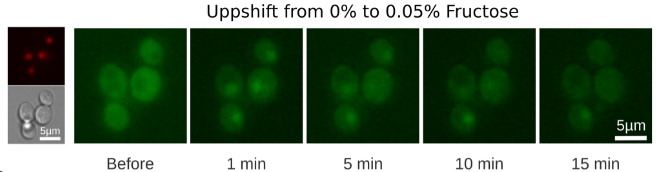 Uppshift from 0% to 0.05% Fructose
5μm
5μm
Before 1 min 5 min 10 min 15 min